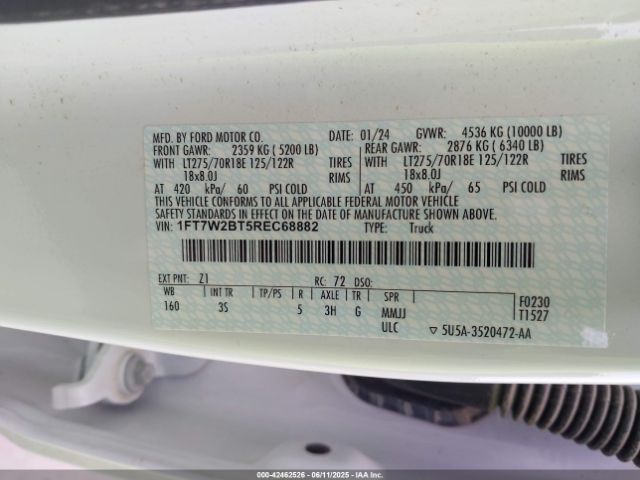 MFD. BY FORD MOTOR CO. DATE: 01/24 GVWR: 4536 KG (10000 LB)
FRONT GAWR: 2359 KG ( 5200 LB) REAR GAWR: 2876 KG ( 6340 LB)
WITH LT275/70R18E 125/122R TIRES WITH LT275/70R18E 125/122R TIRES
18x8.0J RIMS 18x8.0J RIMS
AT 420 kPa/ 60 PSI COLD AT 450 kPa/ 65 PSI COLD
THIS VEHICLE CONFORMS TO ALL APPLICABLE FEDERAL MOTOR VEHICLE
SAFETY STANDARDS IN EFFECT ON THE DATE OF MANUFACTURE SHOWN ABOVE.
VIN: 1FT7W2BT5REC68882 TYPE: Truck
EXT PNT: Z1 RC: 72 DSO:
WB INT TR TP/PS R AXLE TR SPR F0230
160 3S 5 3H G MMJJ T1527
ULC ▽ 5U5A-3520472-AA
000-42462526 - 06/11/2025 - IAA Inc.